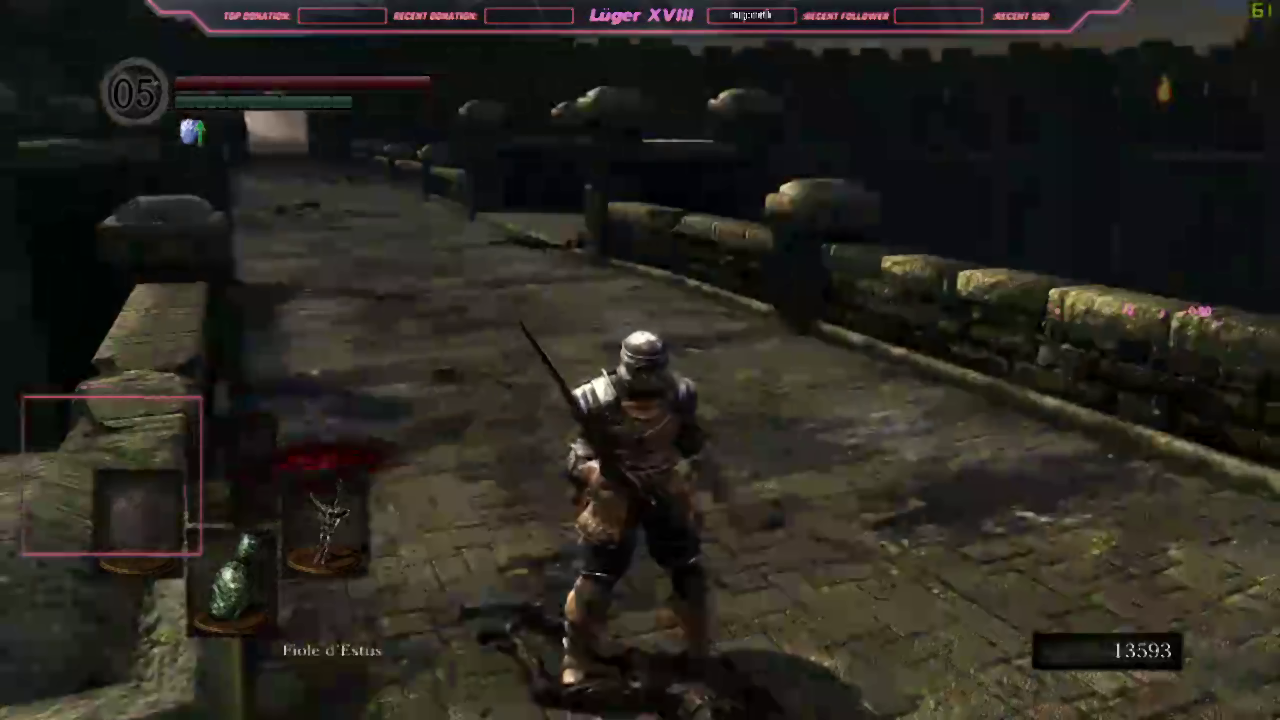 TOP DONATION:
RECENT DONATION:
Lüger XVIII
:RECENT FOLLOWER
:RECENT SUB
61
05
Fiole d'Estus
13593